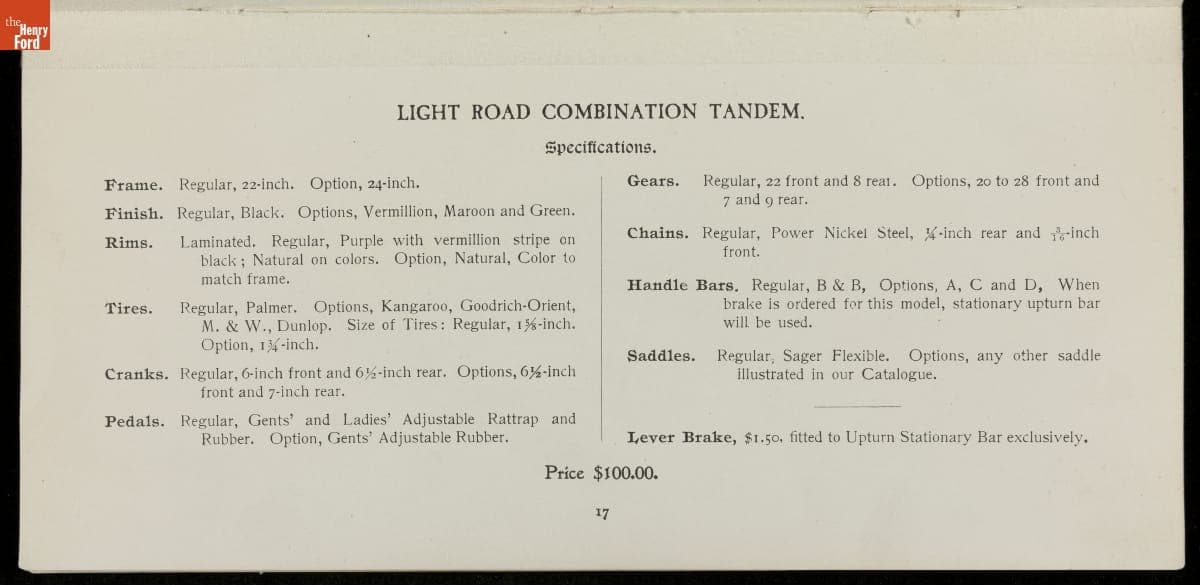 the
Henry
Ford
LIGHT ROAD COMBINATION TANDEM.
Specifications.
Frame. Regular, 22-inch. Option, 24-inch.
Finish. Regular, Black. Options, Vermillion, Maroon and Green.
Rims. Laminated. Regular, Purple with vermillion stripe on
black; Natural on colors. Option, Natural, Color to
match frame.
Tires. Regular, Palmer. Options, Kangaroo, Goodrich-Orient,
M. & W., Dunlop. Size of Tires: Regular, 1⅝-inch.
Option, 1¾-inch.
Cranks. Regular, 6-inch front and 6½-inch rear. Options, 6½-inch
front and 7-inch rear.
Pedals. Regular, Gents' and Ladies' Adjustable Rattrap and
Rubber. Option, Gents' Adjustable Rubber.
Gears. Regular, 22 front and 8 rear. Options, 20 to 28 front and
7 and 9 rear.
Chains. Regular, Power Nickel Steel, ¼-inch rear and 3/16-inch
front.
Handle Bars. Regular, B & B, Options, A, C and D, When
brake is ordered for this model, stationary upturn bar
will be used.
Saddles. Regular, Sager Flexible. Options, any other saddle
illustrated in our Catalogue.
Lever Brake, $1.50, fitted to Upturn Stationary Bar exclusively.
Price $100.00.
17